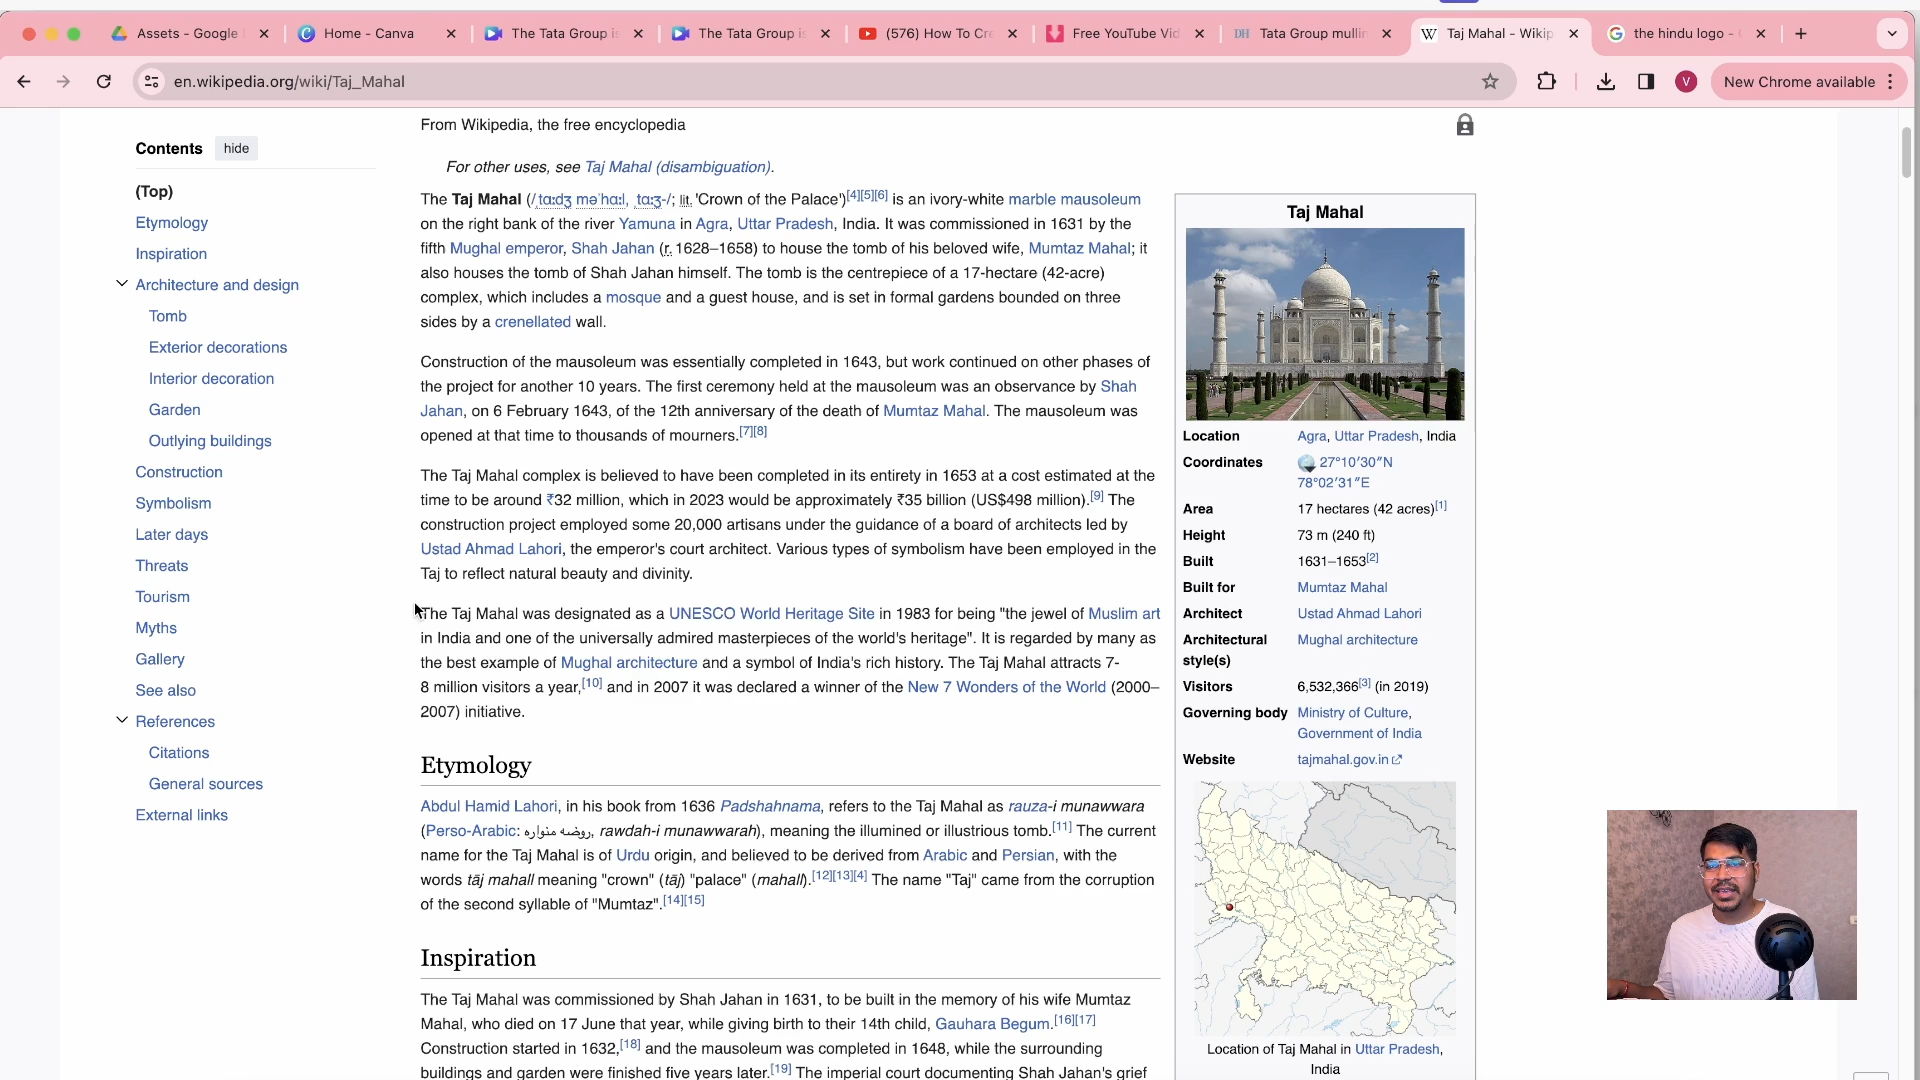 Assets - Google
Home - Canva
The Tata Group is
The Tata Group is
(576) How To Cre
Free YouTube Vid
DH Tata Group mullin
W Taj Mahal - Wikip
the hindu logo -
en.wikipedia.org/wiki/Taj_Mahal
V
New Chrome available
Contents hide
(Top)
Etymology
Inspiration
Architecture and design
Tomb
Exterior decorations
Interior decoration
Garden
Outlying buildings
Construction
Symbolism
Later days
Threats
Tourism
Myths
Gallery
See also
References
Citations
General sources
External links
From Wikipedia, the free encyclopedia
For other uses, see Taj Mahal (disambiguation).
The Taj Mahal (/ˌtɑːdʒ məˈhɑːl, ˌtɑːʒ-/; lit. 'Crown of the Palace')[4][5][6] is an ivory-white marble mausoleum
on the right bank of the river Yamuna in Agra, Uttar Pradesh, India. It was commissioned in 1631 by the
fifth Mughal emperor, Shah Jahan (r. 1628–1658) to house the tomb of his beloved wife, Mumtaz Mahal; it
also houses the tomb of Shah Jahan himself. The tomb is the centrepiece of a 17-hectare (42-acre)
complex, which includes a mosque and a guest house, and is set in formal gardens bounded on three
sides by a crenellated wall.
Construction of the mausoleum was essentially completed in 1643, but work continued on other phases of
the project for another 10 years. The first ceremony held at the mausoleum was an observance by Shah
Jahan, on 6 February 1643, of the 12th anniversary of the death of Mumtaz Mahal. The mausoleum was
opened at that time to thousands of mourners.[7][8]
The Taj Mahal complex is believed to have been completed in its entirety in 1653 at a cost estimated at the
time to be around ₹32 million, which in 2023 would be approximately ₹35 billion (US$498 million).[9] The
construction project employed some 20,000 artisans under the guidance of a board of architects led by
Ustad Ahmad Lahori, the emperor's court architect. Various types of symbolism have been employed in the
Taj to reflect natural beauty and divinity.
The Taj Mahal was designated as a UNESCO World Heritage Site in 1983 for being "the jewel of Muslim art
in India and one of the universally admired masterpieces of the world's heritage". It is regarded by many as
the best example of Mughal architecture and a symbol of India's rich history. The Taj Mahal attracts 7-
8 million visitors a year,[10] and in 2007 it was declared a winner of the New 7 Wonders of the World (2000–
2007) initiative.
Etymology
Abdul Hamid Lahori, in his book from 1636 Padshahnama, refers to the Taj Mahal as rauza-i munawwara
(Perso-Arabic: روضه منواره, rawdah-i munawwarah), meaning the illumined or illustrious tomb.[11] The current
name for the Taj Mahal is of Urdu origin, and believed to be derived from Arabic and Persian, with the
words tāj mahall meaning "crown" (tāj) "palace" (mahall).[12][13][4] The name "Taj" came from the corruption
of the second syllable of "Mumtaz".[14][15]
Inspiration
The Taj Mahal was commissioned by Shah Jahan in 1631, to be built in the memory of his wife Mumtaz
Mahal, who died on 17 June that year, while giving birth to their 14th child, Gauhara Begum.[16][17]
Construction started in 1632,[18] and the mausoleum was completed in 1648, while the surrounding
buildings and garden were finished five years later.[19] The imperial court documenting Shah Jahan's grief
Taj Mahal
Location Agra, Uttar Pradesh, India
Coordinates 27°10′30″N
78°02′31″E
Area 17 hectares (42 acres)[1]
Height 73 m (240 ft)
Built 1631–1653[2]
Built for Mumtaz Mahal
Architect Ustad Ahmad Lahori
Architectural Mughal architecture
style(s)
Visitors 6,532,366[3] (in 2019)
Governing body Ministry of Culture,
Government of India
Website tajmahal.gov.in
Location of Taj Mahal in Uttar Pradesh,
India